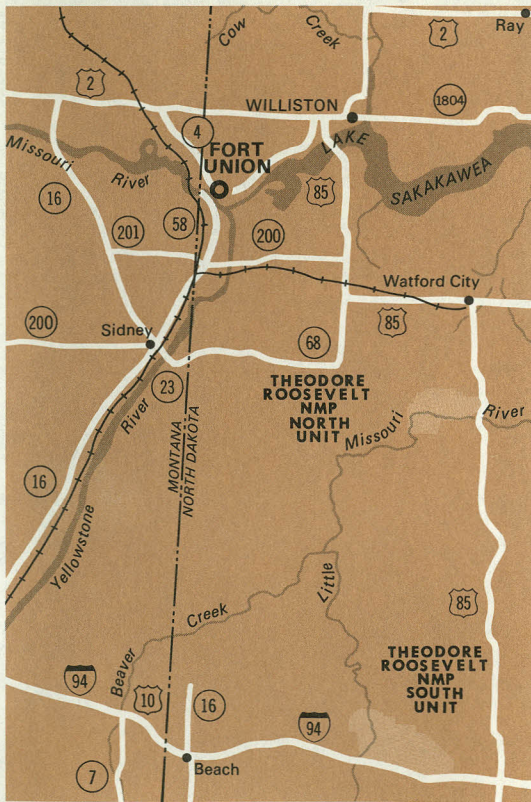 Cow
Creek
2
Ray
2
WILLISTON
1804
4
FORT
UNION
LAKE
SAKAKAWEA
Missouri
River
16
85
58
201
200
Watford City
85
200
Sidney
68
23
THEODORE
ROOSEVELT
NMP
NORTH
UNIT
Missouri
River
River
MONTANA
NORTH DAKOTA
16
Yellowstone
Little
85
Creek
THEODORE
ROOSEVELT
NMP
SOUTH
UNIT
Beaver
94
10
16
94
Beach
7